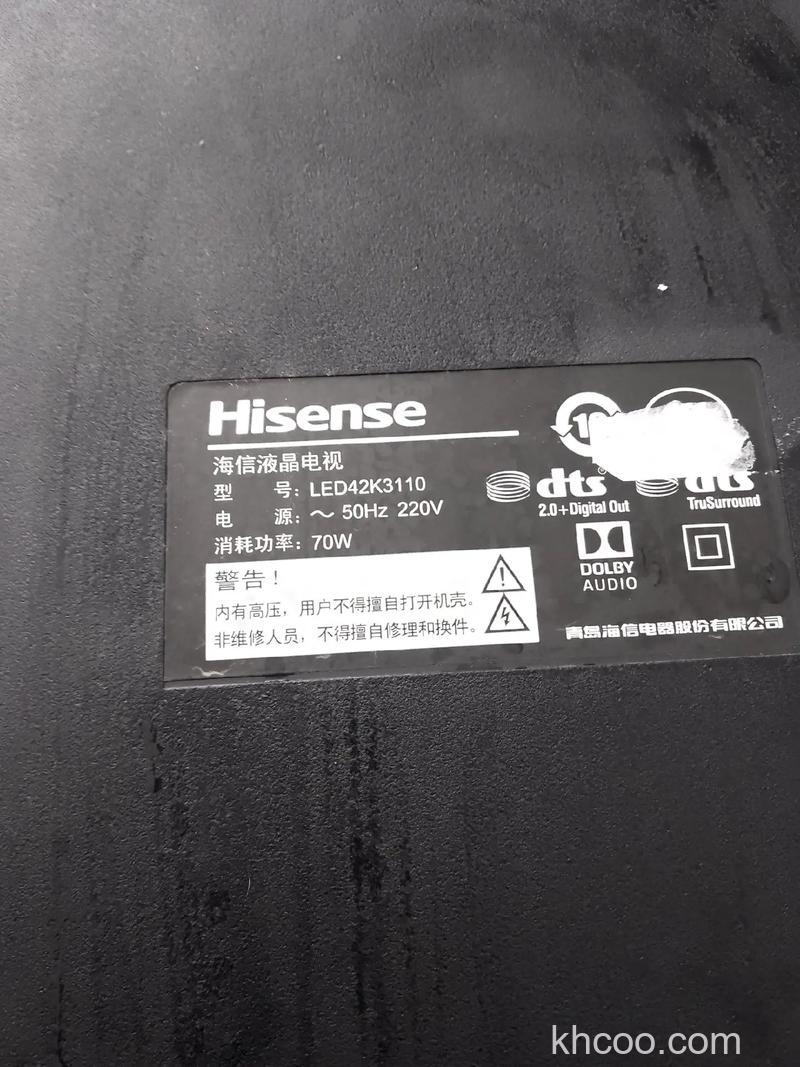 Hisense
海信液晶电视
型 号: LED42K3110
电 源: ～ 50Hz 220V
消耗功率: 70W
警告！
内有高压，用户不得擅自打开机壳。
非维修人员，不得擅自修理和换件。
10
dts
2.0+Digital Out
dts
TruSurround
DOLBY
AUDIO
青岛海信电器股份有限公司
khcoo.com